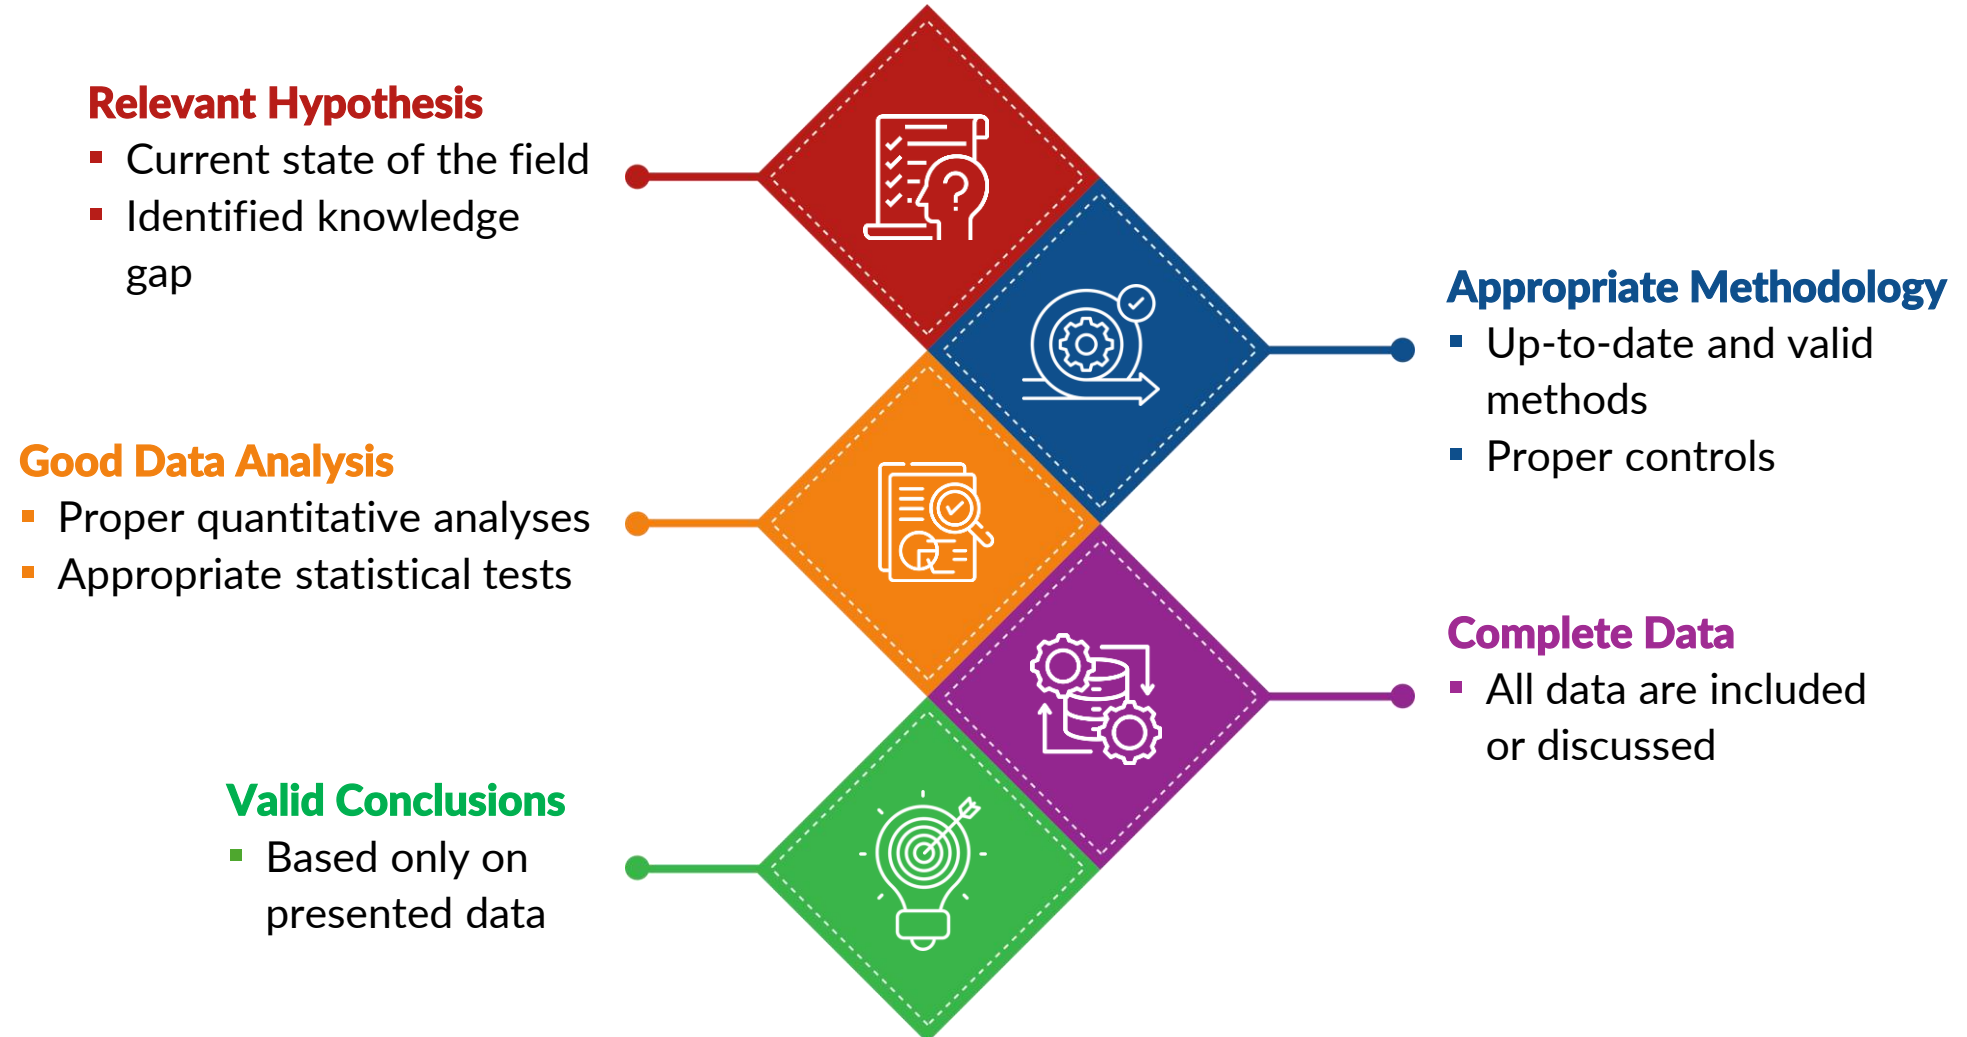 Relevant Hypothesis
▪ Current state of the field
▪ Identified knowledge
gap
Appropriate Methodology
▪ Up-to-date and valid
methods
▪ Proper controls
Good Data Analysis
▪ Proper quantitative analyses
▪ Appropriate statistical tests
Complete Data
▪ All data are included
or discussed
Valid Conclusions
▪ Based only on
presented data